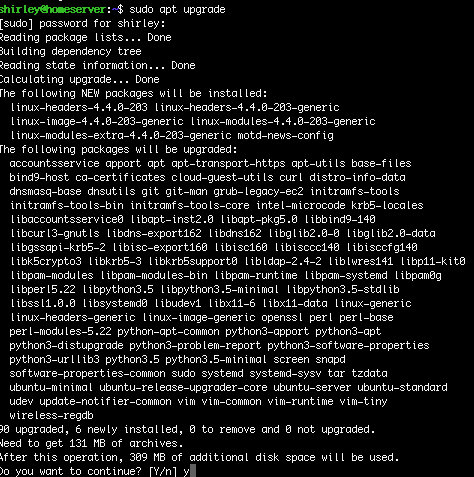 shirley@homeserver:~$ sudo apt upgrade
[sudo] password for shirley:
Reading package lists... Done
Building dependency tree
Reading state information... Done
Calculating upgrade... Done
The following NEW packages will be installed:
linux-headers-4.4.0-203 linux-headers-4.4.0-203-generic
linux-image-4.4.0-203-generic linux-modules-4.4.0-203-generic
linux-modules-extra-4.4.0-203-generic motd-news-config
The following packages will be upgraded:
accountsservice apport apt apt-transport-https apt-utils base-files
bind9-host ca-certificates cloud-guest-utils curl distro-info-data
dnsmasq-base dnsutils git git-man grub-legacy-ec2 initramfs-tools
initramfs-tools-bin initramfs-tools-core intel-microcode krb5-locales
libaccountsservice0 libapt-inst2.0 libapt-pkg5.0 libbind9-140
libcurl3-gnutls libdns-export162 libdns162 libglib2.0-0 libglib2.0-data
libgssapi-krb5-2 libisc-export160 libisc160 libisccc140 libisccfg140
libk5crypto3 libkrb5-3 libkrb5support0 libldap-2.4-2 liblwres141 libp11-kit0
libpam-modules libpam-modules-bin libpam-runtime libpam-systemd libpam0g
libperl5.22 libpython3.5 libpython3.5-minimal libpython3.5-stdlib
libssl1.0.0 libsystemd0 libudev1 libx11-6 libx11-data linux-generic
linux-headers-generic linux-image-generic openssl perl perl-base
perl-modules-5.22 python-apt-common python3-apport python3-apt
python3-distupgrade python3-problem-report python3-software-properties
python3-urllib3 python3.5 python3.5-minimal screen snapd
software-properties-common sudo systemd systemd-sysv tar tzdata
ubuntu-minimal ubuntu-release-upgrader-core ubuntu-server ubuntu-standard
udev update-notifier-common vim vim-common vim-runtime vim-tiny
wireless-regdb
90 upgraded, 6 newly installed, 0 to remove and 0 not upgraded.
Need to get 131 MB of archives.
After this operation, 309 MB of additional disk space will be used.
Do you want to continue? [Y/n] y